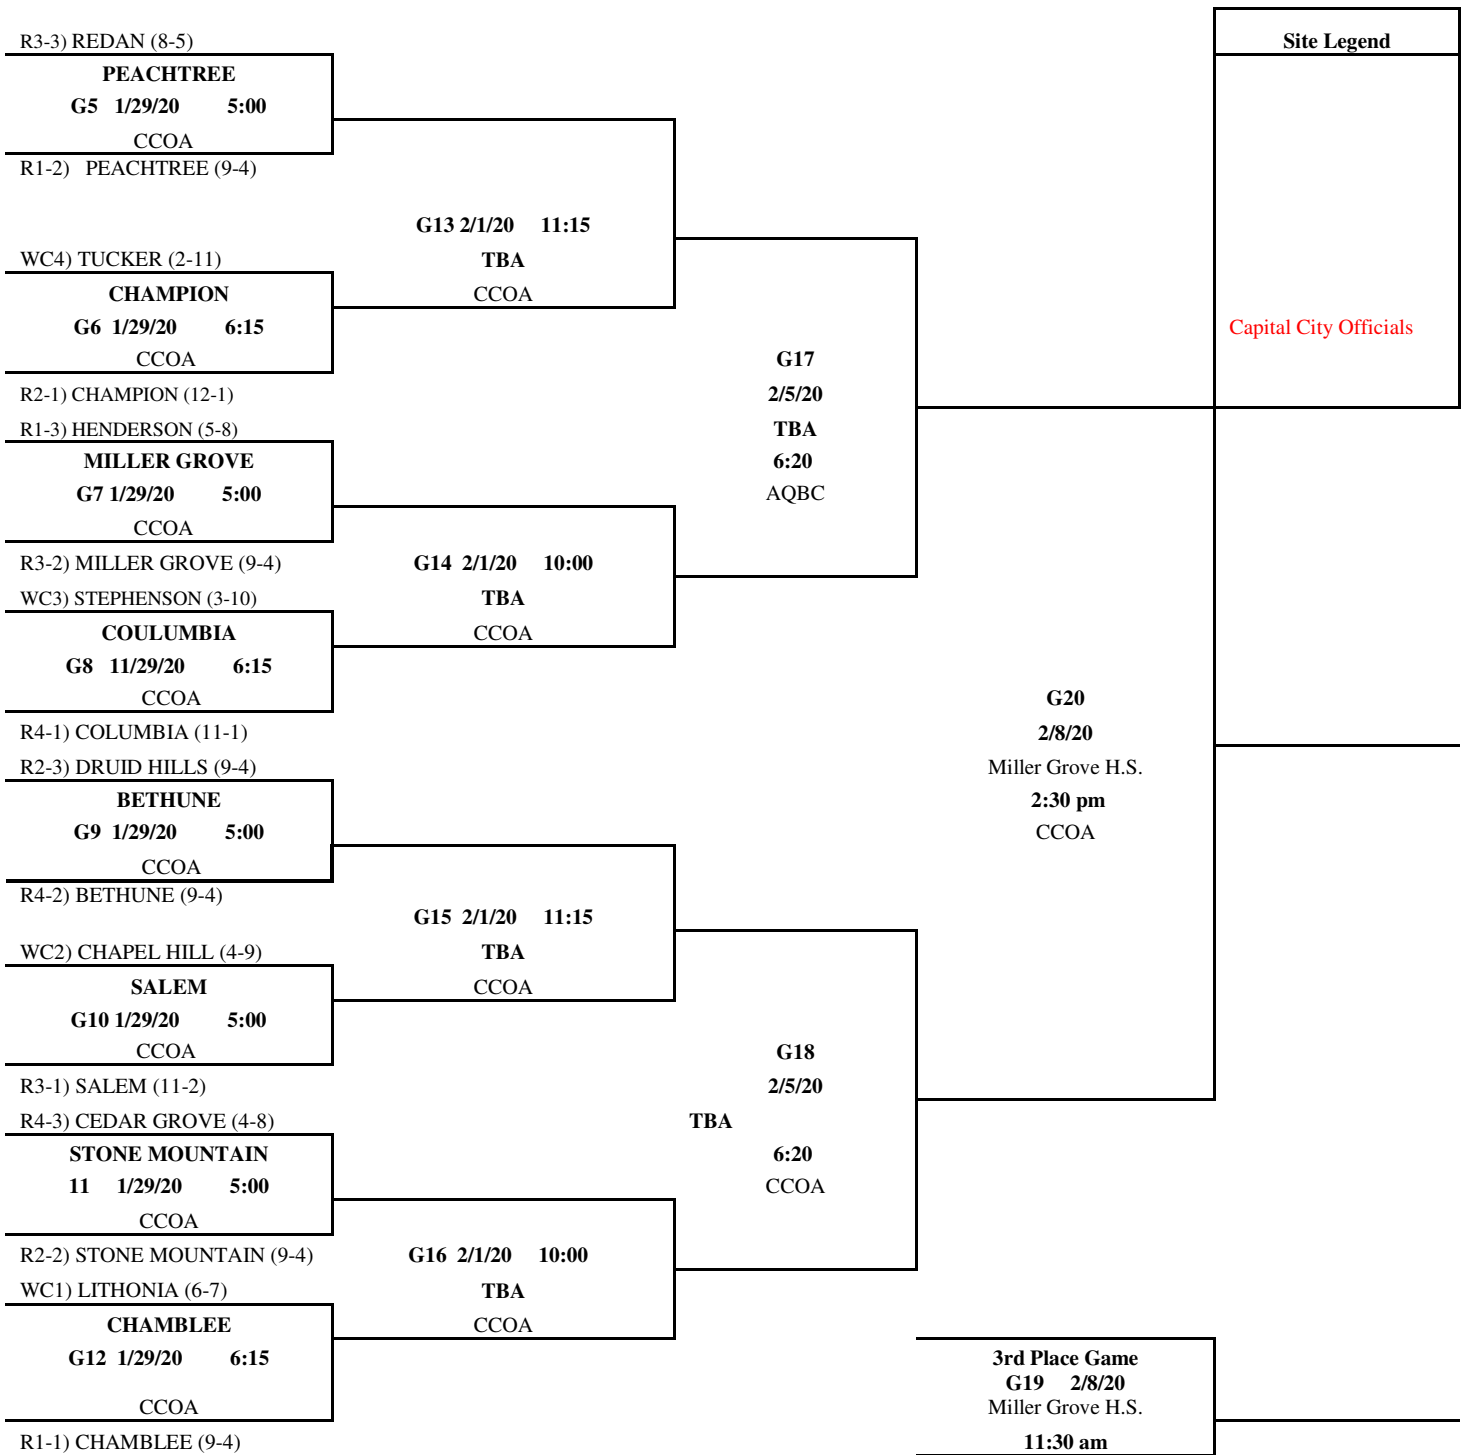 R3-3) REDAN (8-5)
PEACHTREE
G5 1/29/20 5:00
CCOA
R1-2) PEACHTREE (9-4)
WC4) TUCKER (2-11)
CHAMPION
G6 1/29/20 6:15
CCOA
R2-1) CHAMPION (12-1)
R1-3) HENDERSON (5-8)
MILLER GROVE
G7 1/29/20 5:00
CCOA
R3-2) MILLER GROVE (9-4)
WC3) STEPHENSON (3-10)
COULUMBIA
G8 11/29/20 6:15
CCOA
R4-1) COLUMBIA (11-1)
R2-3) DRUID HILLS (9-4)
BETHUNE
G9 1/29/20 5:00
CCOA
R4-2) BETHUNE (9-4)
WC2) CHAPEL HILL (4-9)
SALEM
G10 1/29/20 5:00
CCOA
R3-1) SALEM (11-2)
R4-3) CEDAR GROVE (4-8)
STONE MOUNTAIN
11 1/29/20 5:00
CCOA
R2-2) STONE MOUNTAIN (9-4)
WC1) LITHONIA (6-7)
CHAMBLEE
G12 1/29/20 6:15
CCOA
R1-1) CHAMBLEE (9-4)
G13 2/1/20 11:15
TBA
CCOA
G14 2/1/20 10:00
TBA
CCOA
G15 2/1/20 11:15
TBA
CCOA
G16 2/1/20 10:00
TBA
CCOA
G17
2/5/20
TBA
6:20
AQBC
G18
2/5/20
TBA
6:20
CCOA
G20
2/8/20
Miller Grove H.S.
2:30 pm
CCOA
3rd Place Game
G19 2/8/20
Miller Grove H.S.
11:30 am
Site Legend
Capital City Officials